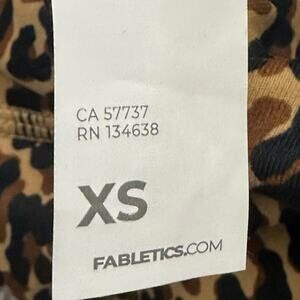 CA 57737
RN 134638
XS
FABLETICS.COM